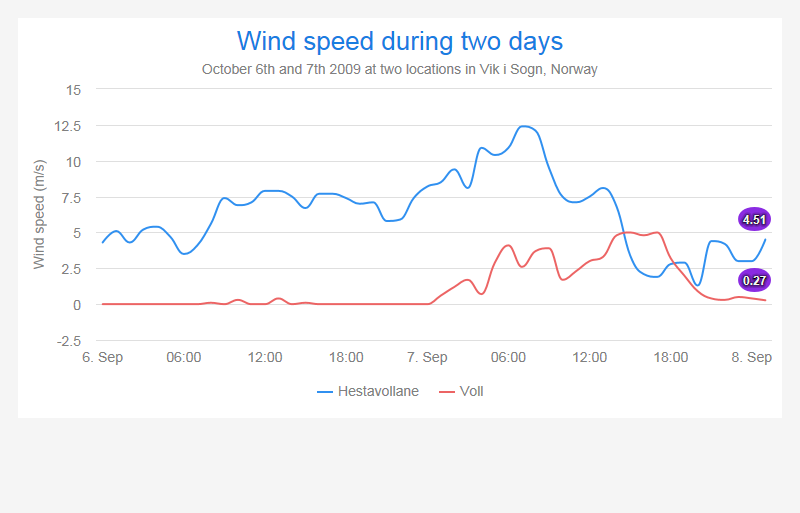 Wind speed during two days
October 6th and 7th 2009 at two locations in Vik i Sogn, Norway
Wind speed (m/s)
15
12.5
10
7.5
5
2.5
0
-2.5
4.51
0.27
6. Sep 06:00 12:00 18:00 7. Sep 06:00 12:00 18:00 8. Sep
Hestavollane Voll